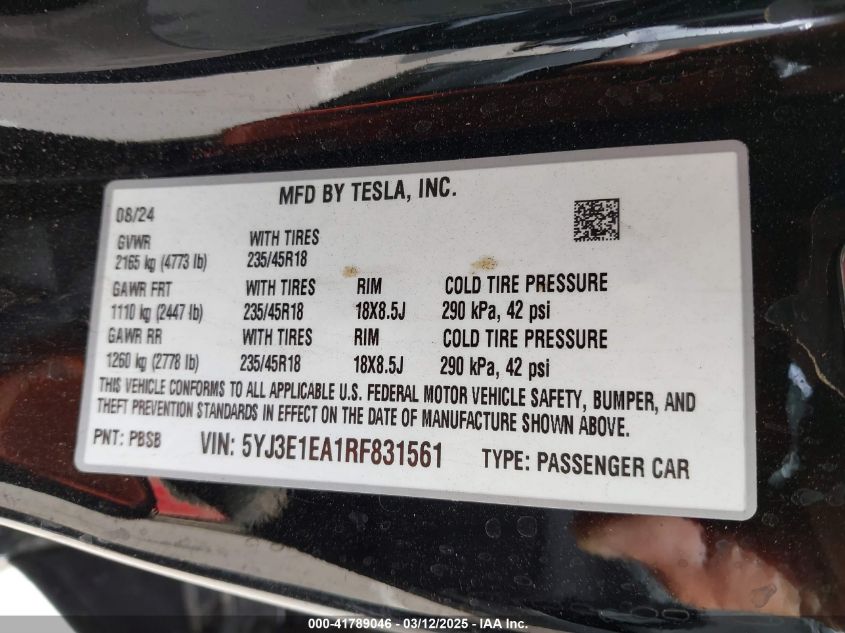 MFD BY TESLA, INC.
08/24
GVWR WITH TIRES
2165 kg (4773 lb) 235/45R18
GAWR FRT WITH TIRES RIM COLD TIRE PRESSURE
1110 kg (2447 lb) 235/45R18 18X8.5J 290 kPa, 42 psi
GAWR RR WITH TIRES RIM COLD TIRE PRESSURE
1260 kg (2778 lb) 235/45R18 18X8.5J 290 kPa, 42 psi
THIS VEHICLE CONFORMS TO ALL APPLICABLE U.S. FEDERAL MOTOR VEHICLE SAFETY, BUMPER, AND
THEFT PREVENTION STANDARDS IN EFFECT ON THE DATE OF MANUFACTURE SHOWN ABOVE.
PNT: PBSB VIN: 5YJ3E1EA1RF831561 TYPE: PASSENGER CAR
000-41789046 - 03/12/2025 - IAAI.com